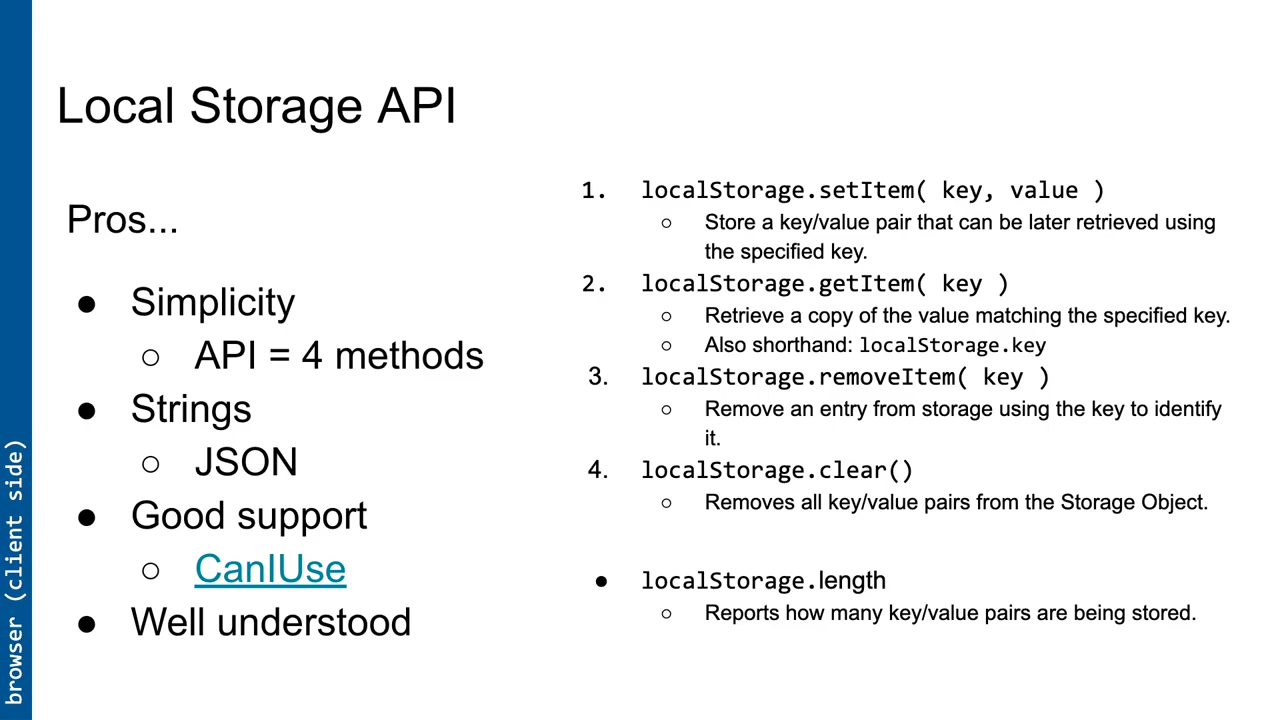 Local Storage API
Pros...
● Simplicity
○ API = 4 methods
● Strings
○ JSON
● Good support
○ CanIUse
● Well understood
1. localStorage.setItem( key, value )
○ Store a key/value pair that can be later retrieved using
the specified key.
2. localStorage.getItem( key )
○ Retrieve a copy of the value matching the specified key.
○ Also shorthand: localStorage.key
3. localStorage.removeItem( key )
○ Remove an entry from storage using the key to identify
it.
4. localStorage.clear()
○ Removes all key/value pairs from the Storage Object.
● localStorage.length
○ Reports how many key/value pairs are being stored.
browser (client side)